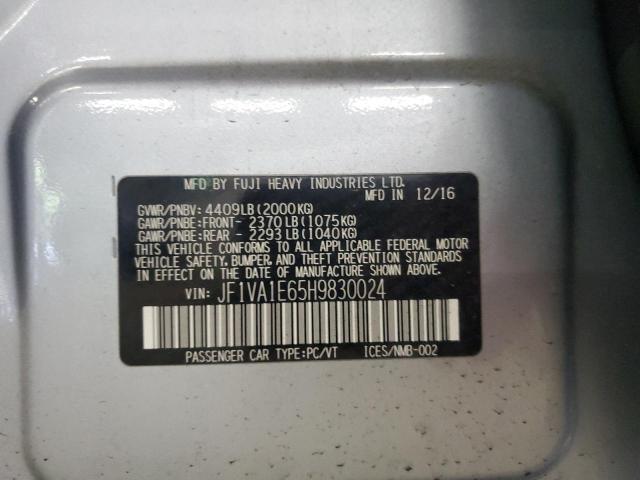 MFD BY FUJI HEAVY INDUSTRIES LTD.
MFD IN 12/16
GVWR/PNBV: 4409LB(2000KG)
GAWR/PNBE:FRONT- 2370LB(1075KG)
GAWR/PNBE:REAR - 2293LB(1040KG)
THIS VEHICLE CONFORMS TO ALL APPLICABLE FEDERAL MOTOR
VEHICLE SAFETY, BUMPER, AND THEFT PREVENTION STANDARDS
IN EFFECT ON THE DATE OF MANUFACTURE SHOWN ABOVE.
VIN: JF1VA1E65H9830024
PASSENGER CAR TYPE:PC/VT ICES/NMB-002